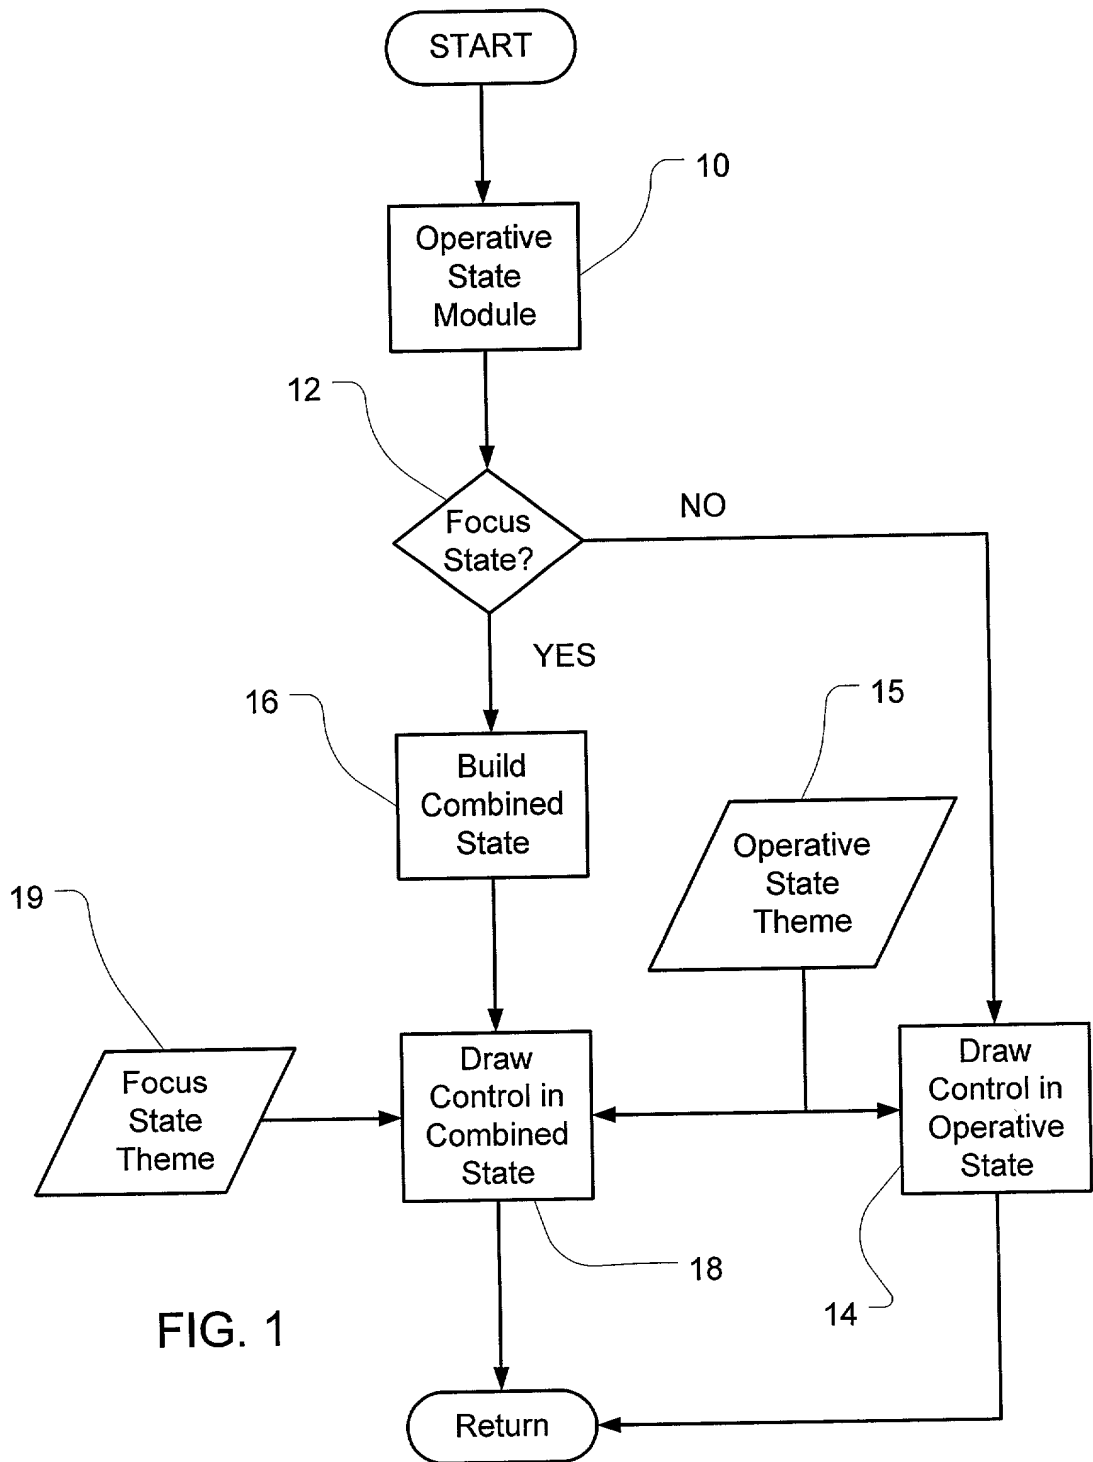 START
10
Operative
State
Module
12
Focus
State?
NO
YES
16
15
Build
Combined
State
Operative
State
Theme
19
Focus
State
Theme
Draw
Control in
Combined
State
Draw
Control in
Operative
State
18
14
FIG. 1
Return